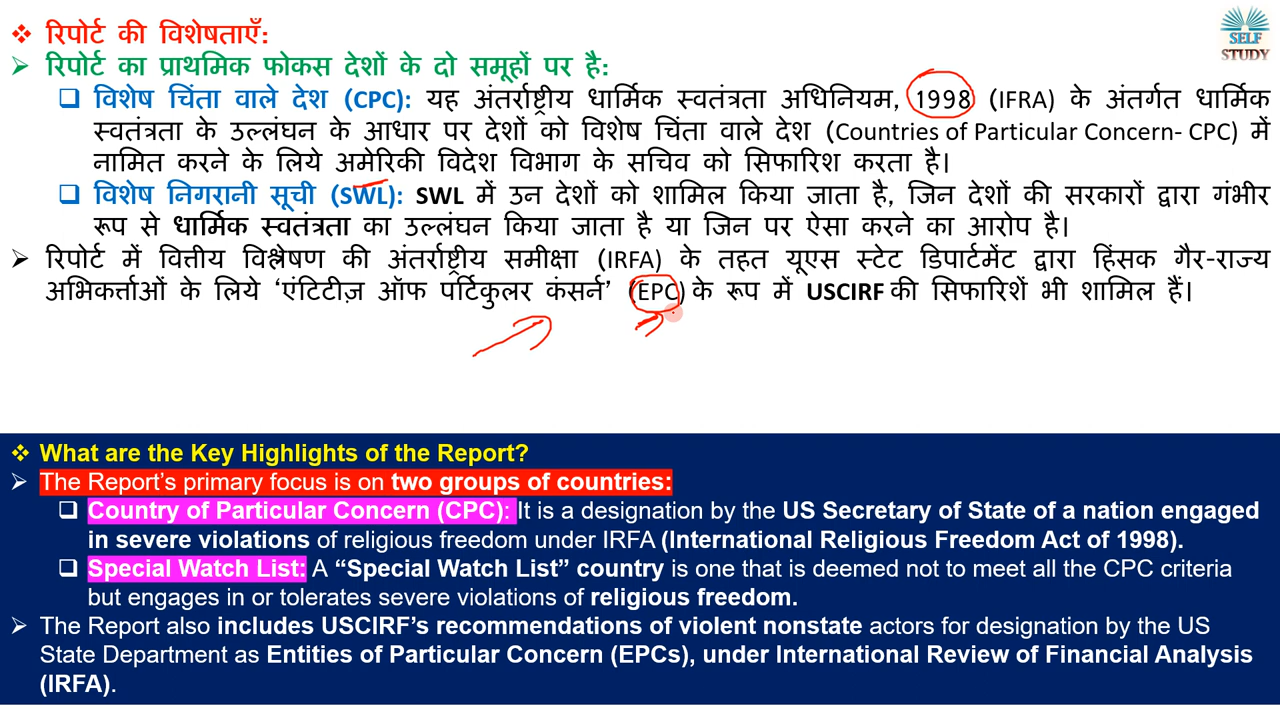 ❖ रिपोर्ट की विशेषताएँ:
SELF
STUDY
➢ रिपोर्ट का प्राथमिक फोकस देशों के दो समूहों पर है:
❑ विशेष चिंता वाले देश (CPC): यह अंतर्राष्ट्रीय धार्मिक स्वतंत्रता अधिनियम, 1998 (IFRA) के अंतर्गत धार्मिक
स्वतंत्रता के उल्लंघन के आधार पर देशों को विशेष चिंता वाले देश (Countries of Particular Concern- CPC) में
नामित करने के लिये अमेरिकी विदेश विभाग के सचिव को सिफारिश करता है।
❑ विशेष निगरानी सूची (SWL): SWL में उन देशों को शामिल किया जाता है, जिन देशों की सरकारों द्वारा गंभीर
रूप से धार्मिक स्वतंत्रता का उल्लंघन किया जाता है या जिन पर ऐसा करने का आरोप है।
➢ रिपोर्ट में वित्तीय विश्लेषण की अंतर्राष्ट्रीय समीक्षा (IRFA) के तहत यूएस स्टेट डिपार्टमेंट द्वारा हिंसक गैर-राज्य
अभिकर्त्ताओं के लिये ‘एंटिटीज़ ऑफ पर्टिकुलर कंसर्न’ (EPC) के रूप में USCIRF की सिफारिशें भी शामिल हैं।
❖ What are the Key Highlights of the Report?
➢ The Report’s primary focus is on two groups of countries:
❑ Country of Particular Concern (CPC): It is a designation by the US Secretary of State of a nation engaged
in severe violations of religious freedom under IRFA (International Religious Freedom Act of 1998).
❑ Special Watch List: A “Special Watch List” country is one that is deemed not to meet all the CPC criteria
but engages in or tolerates severe violations of religious freedom.
➢ The Report also includes USCIRF’s recommendations of violent nonstate actors for designation by the US
State Department as Entities of Particular Concern (EPCs), under International Review of Financial Analysis
(IRFA).